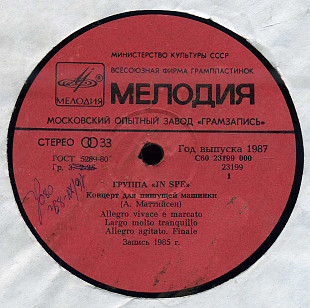 МИНИСТЕРСТВО КУЛЬТУРЫ СССР
ВСЕСОЮЗНАЯ ФИРМА ГРАМПЛАСТИНОК
МЕЛОДИЯ
МЕЛОДИЯ
МОСКОВСКИЙ ОПЫТНЫЙ ЗАВОД «ГРАМЗАПИСЬ»
СТЕРЕО 33
Год выпуска 1987
ГОСТ 5289-80
С60 23199 000
Гр.
23199
1
ГРУППА «IN SPE»
Концерт для пишущей машинки
(А. Маттийсен)
Allegro vivace e marcato
Largo molto tranquillo
Allegro agitato. Finale
Запись 1985 г.